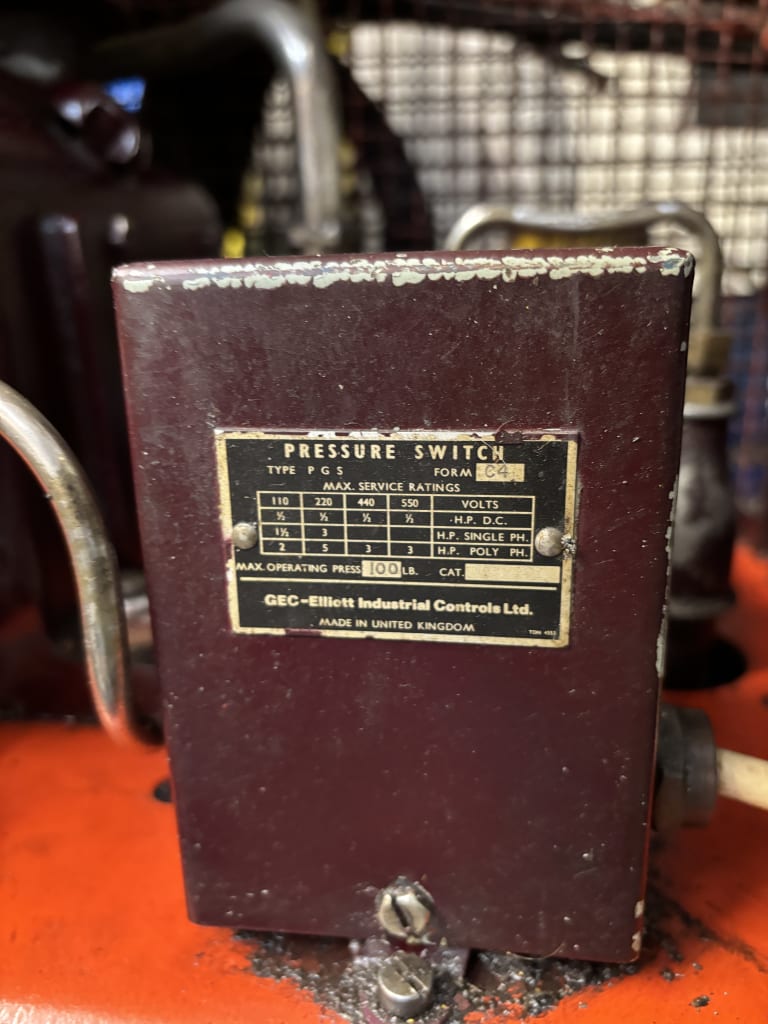 PRESSURE SWITCH
TYPE P G S FORM C4
MAX. SERVICE RATINGS
110 220 440 550 VOLTS
½ ½ ½ ½ H.P. D.C.
1½ 3 H.P. SINGLE PH.
2 5 3 3 H.P. POLY PH.
MAX. OPERATING PRESS 100 LB. CAT.
GEC-Elliott Industrial Controls Ltd.
MADE IN UNITED KINGDOM